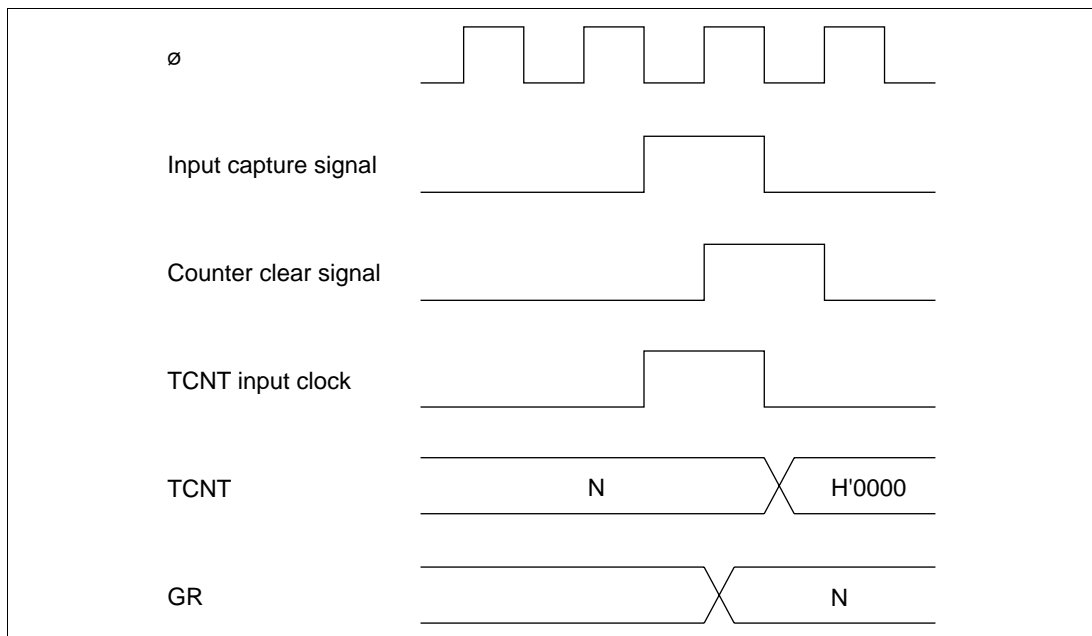 ø
Input capture signal
Counter clear signal
TCNT input clock
TCNT N H'0000
GR N